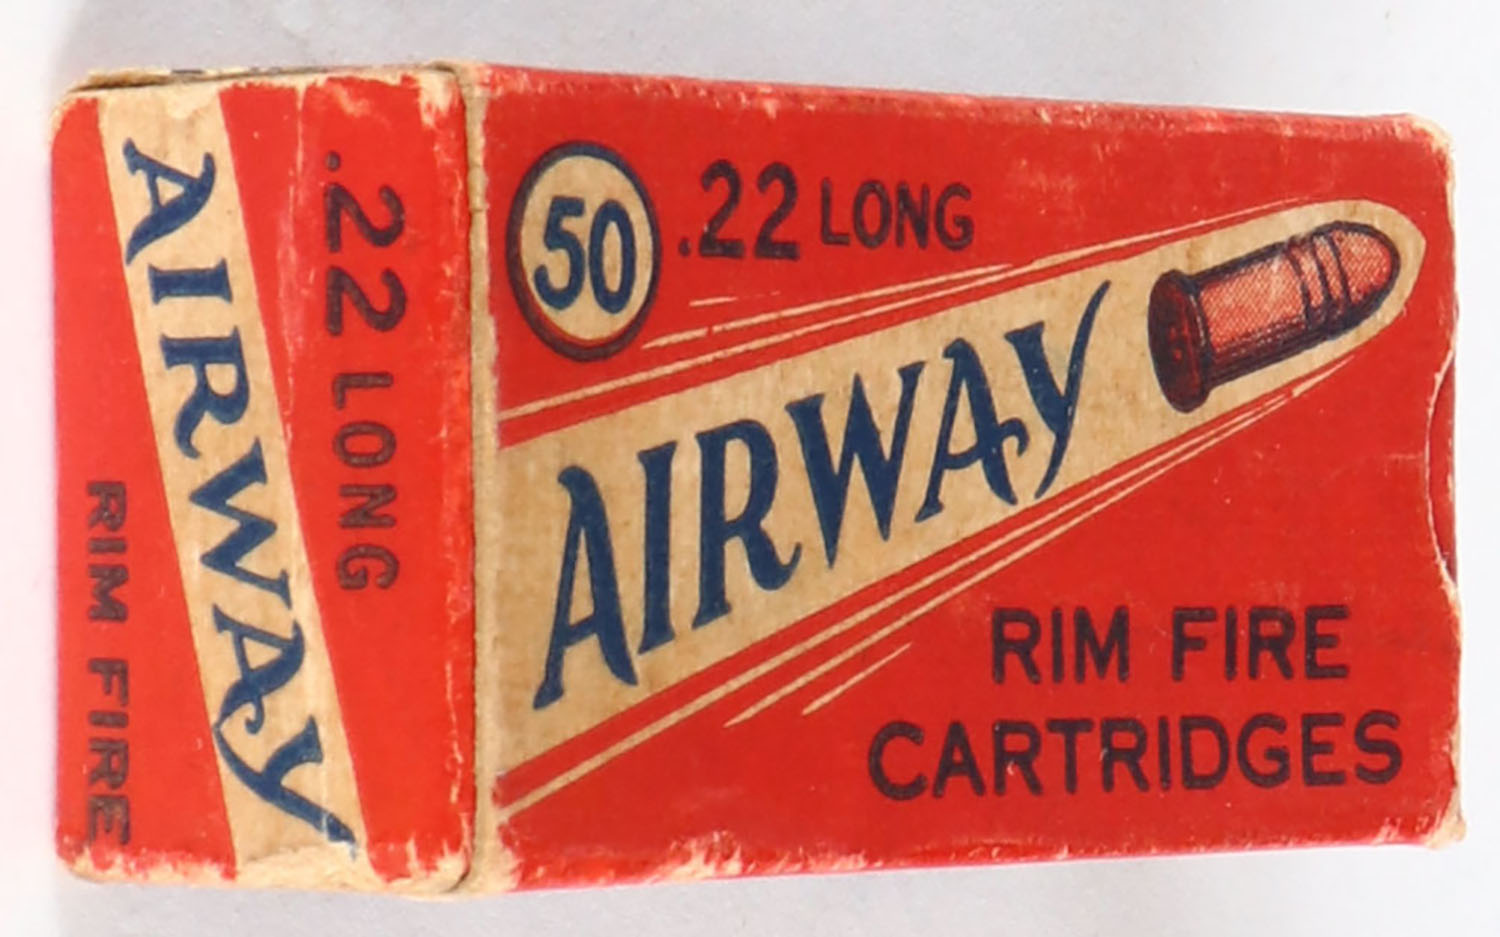 50
.22 LONG
AIRWAY
RIM FIRE
CARTRIDGES
.22 LONG
AIRWAY
RIM FIRE